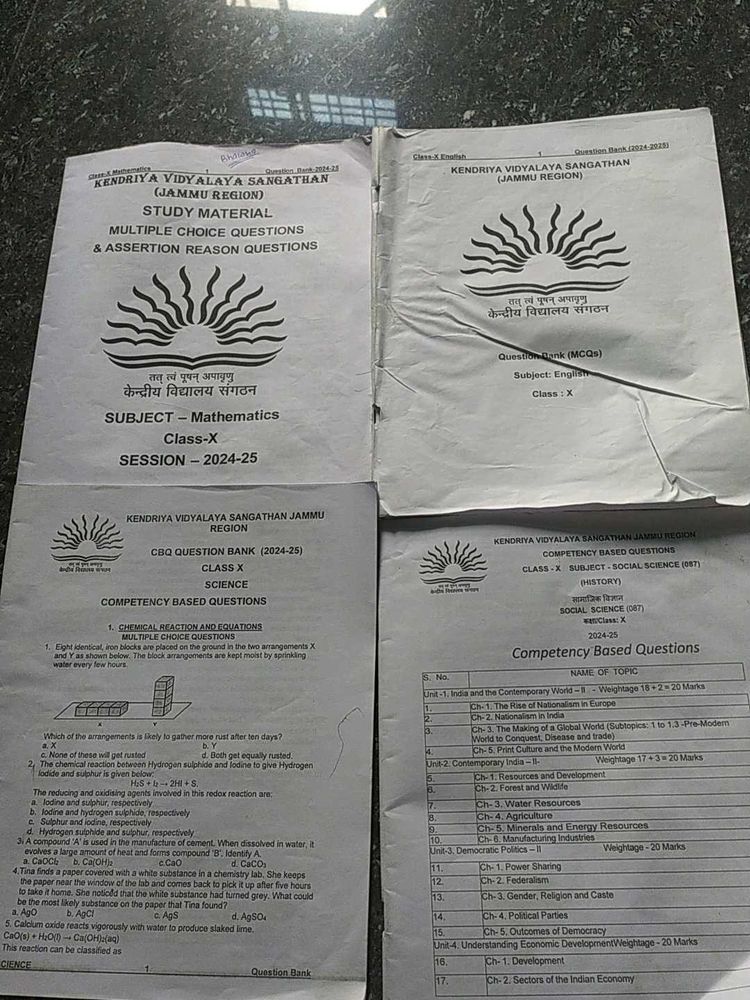 Class-X Mathematics 1 Question Bank-2024-25
KENDRIYA VIDYALAYA SANGATHAN
(JAMMU REGION)
STUDY MATERIAL
MULTIPLE CHOICE QUESTIONS
& ASSERTION REASON QUESTIONS
तत् त्वं पूषन् अपावृणु
केन्द्रीय विद्यालय संगठन
SUBJECT – Mathematics
Class-X
SESSION – 2024-25
Class-X English 1 Question Bank (2024-2025)
KENDRIYA VIDYALAYA SANGATHAN
(JAMMU REGION)
तत् त्वं पूषन् अपावृणु
केन्द्रीय विद्यालय संगठन
Question Bank (MCQs)
Subject: English
Class : X
KENDRIYA VIDYALAYA SANGATHAN JAMMU
REGION
तत् त्वं पूषन् अपावृणु
केन्द्रीय विद्यालय संगठन
CBQ QUESTION BANK (2024-25)
CLASS X
SCIENCE
COMPETENCY BASED QUESTIONS
1. CHEMICAL REACTION AND EQUATIONS
MULTIPLE CHOICE QUESTIONS
1. Eight identical, iron blocks are placed on the ground in the two arrangements X
and Y as shown below. The block arrangements are kept moist by sprinkling
water every few hours.
X Y
Which of the arrangements is likely to gather more rust after ten days?
a. X b. Y
c. None of these will get rusted d. Both get equally rusted.
2. The chemical reaction between Hydrogen sulphide and Iodine to give Hydrogen
Iodide and sulphur is given below:
H₂S + I₂ → 2HI + S.
The reducing and oxidising agents involved in this redox reaction are:
a. Iodine and sulphur, respectively
b. Iodine and hydrogen sulphide, respectively
c. Sulphur and iodine, respectively
d. Hydrogen sulphide and sulphur, respectively
3. A compound 'A' is used in the manufacture of cement. When dissolved in water, it
evolves a large amount of heat and forms compound 'B'. Identify A.
a. CaOCl₂ b. Ca(OH)₂ c.CaO d. CaCO₃
4.Tina finds a paper covered with a white substance in a chemistry lab. She keeps
the paper near the window of the lab and comes back to pick it up after five hours
to take it home. She noticed that the white substance had turned grey. What could
be the most likely substance on the paper that Tina found?
a. AgO b. AgCl c. AgS d. AgSO₄
5. Calcium oxide reacts vigorously with water to produce slaked lime.
CaO(s) + H₂O(l) → Ca(OH)₂(aq)
This reaction can be classified as
CIENCE 1 Question Bank
KENDRIYA VIDYALAYA SANGATHAN JAMMU REGION
COMPETENCY BASED QUESTIONS
CLASS - X SUBJECT - SOCIAL SCIENCE (087)
(HISTORY)
तत् त्वं पूषन् अपावृणु
केन्द्रीय विद्यालय संगठन
सामाजिक विज्ञान
SOCIAL SCIENCE (087)
कक्षा/Class: X
2024-25
Competency Based Questions
S. No. NAME OF TOPIC
Unit -1. India and the Contemporary World – II - Weightage 18 + 2 = 20 Marks
1. Ch- 1. The Rise of Nationalism in Europe
2. Ch- 2. Nationalism in India
3. Ch- 3. The Making of a Global World (Subtopics: 1 to 1.3 -Pre-Modern
World to Conquest, Disease and trade)
4. Ch- 5. Print Culture and the Modern World
Unit-2. Contemporary India – II- Weightage 17 + 3 = 20 Marks
5. Ch- 1. Resources and Development
6. Ch- 2. Forest and Wildlife
7. Ch- 3. Water Resources
8. Ch- 4. Agriculture
9. Ch- 5. Minerals and Energy Resources
10. Ch- 6. Manufacturing Industries
Unit-3. Democratic Politics – II Weightage - 20 Marks
11. Ch- 1. Power Sharing
12. Ch- 2. Federalism
13. Ch- 3. Gender, Religion and Caste
14. Ch- 4. Political Parties
15. Ch- 5. Outcomes of Democracy
Unit-4. Understanding Economic DevelopmentWeightage - 20 Marks
16. Ch- 1. Development
17. Ch- 2. Sectors of the Indian Economy